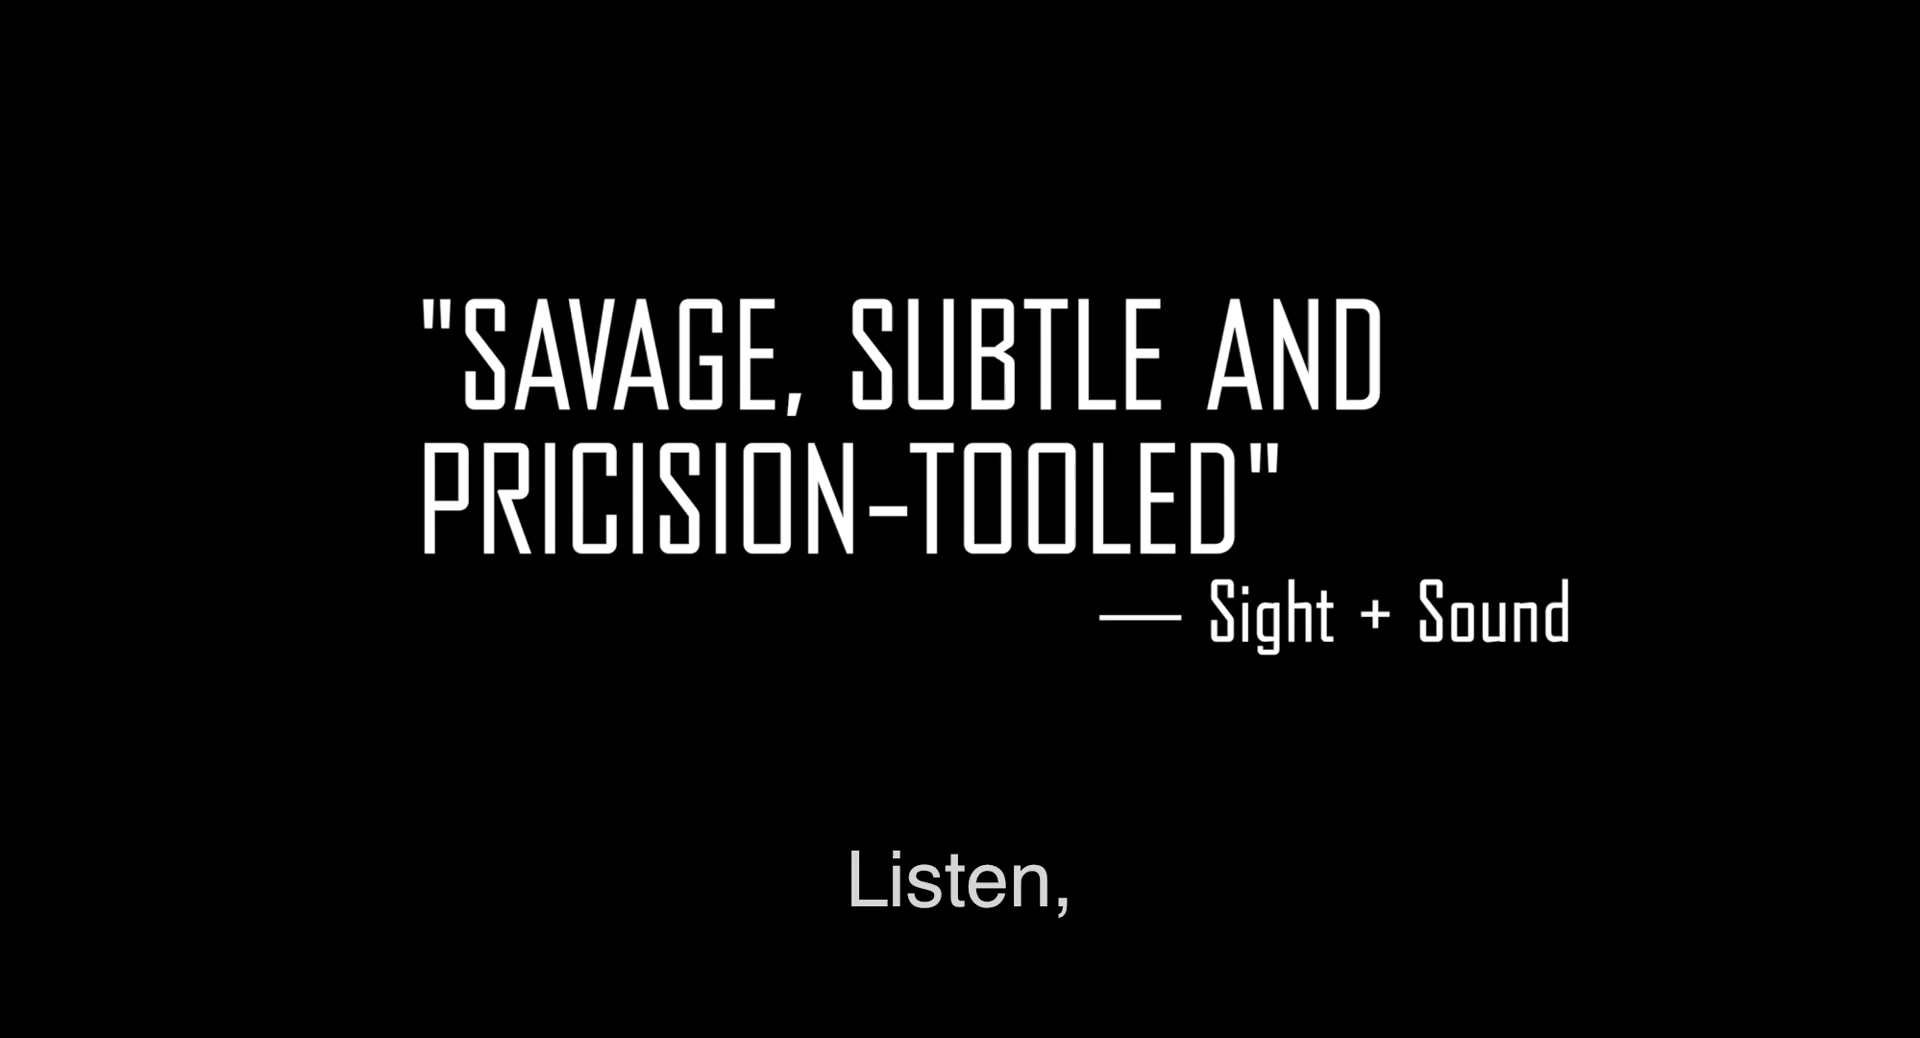 "SAVAGE, SUBTLE AND
PRICISION-TOOLED"
— Sight + Sound
Listen,